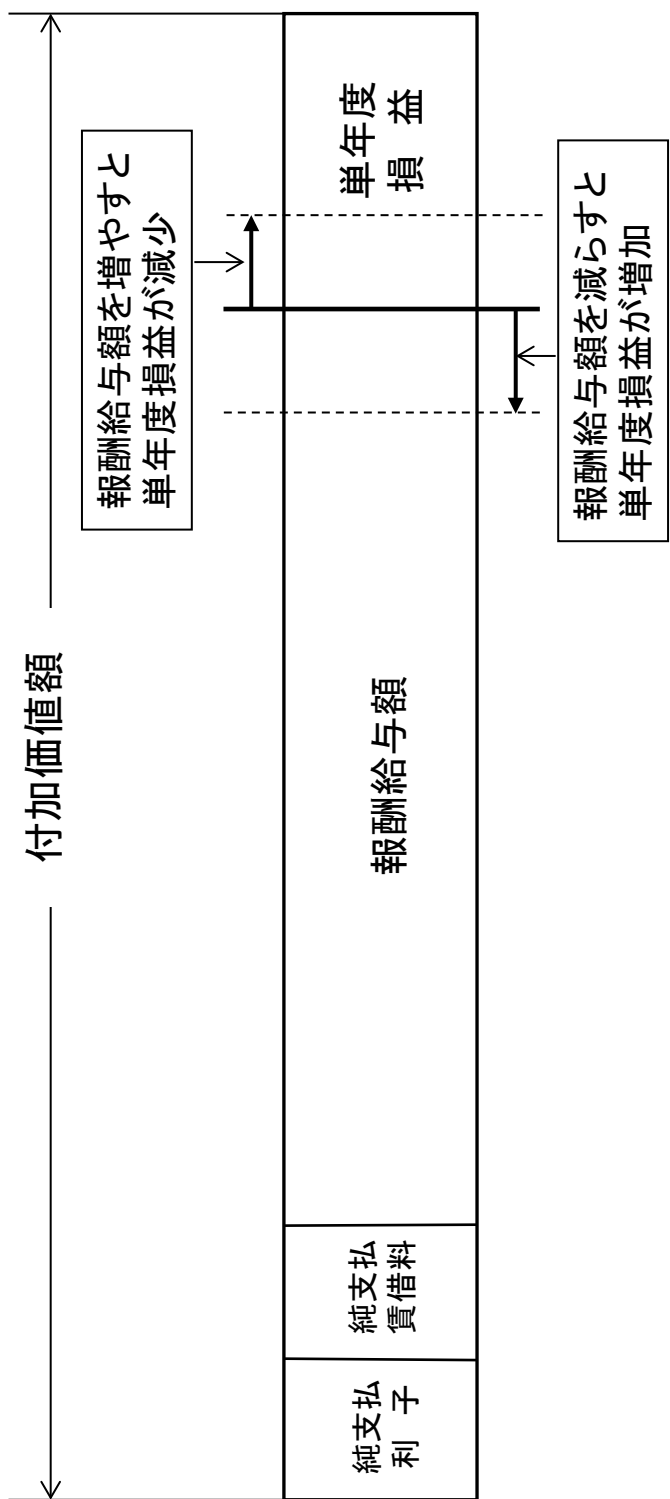 付加価値額
報酬給与額を増やすと
単年度損益が減少
純支払
利 子
純支払
賃借料
報酬給与額
単年度
損 益
報酬給与額を減らすと
単年度損益が増加